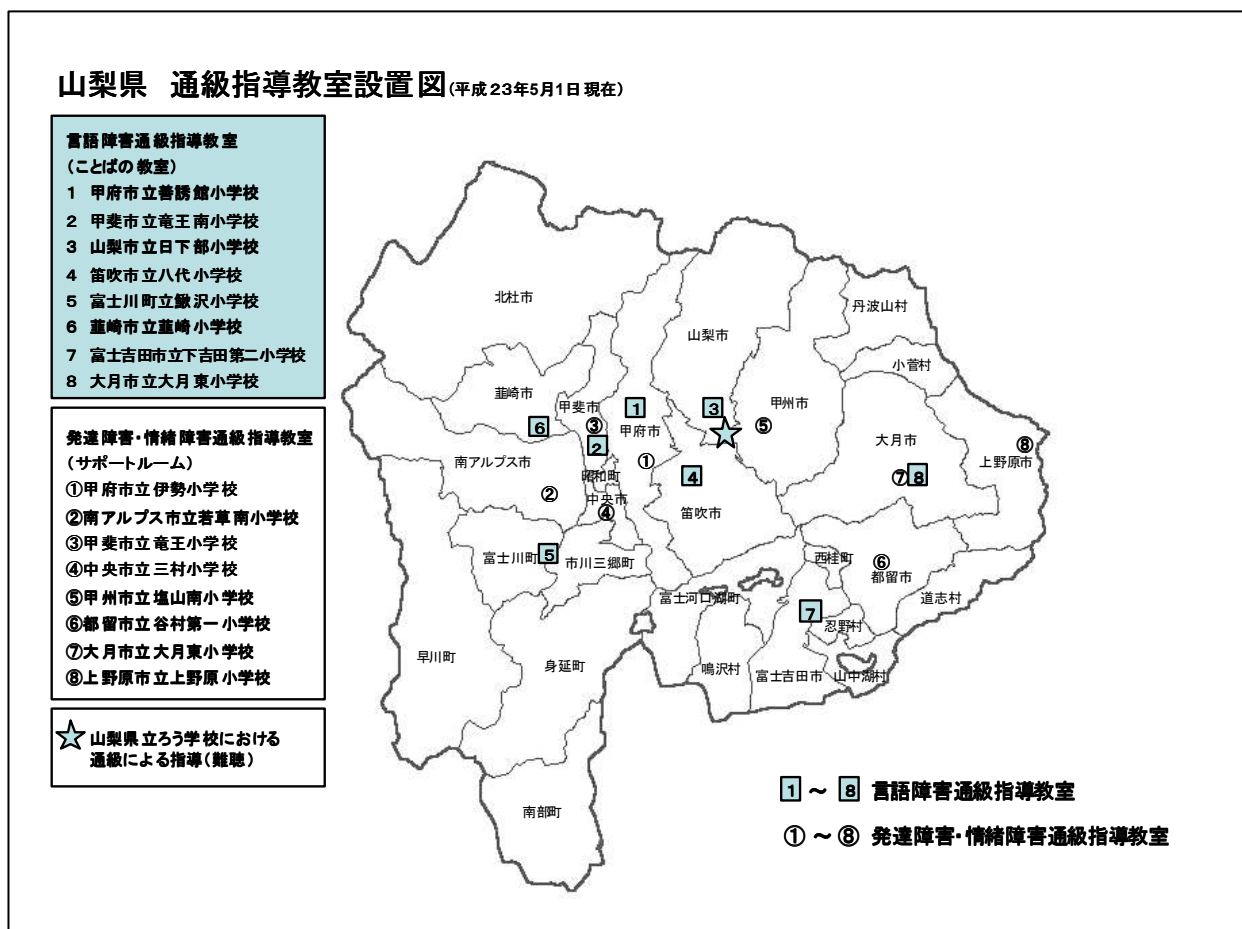 山梨県 通級指導教室設置図(平成23年5月1日現在)
言語障害通級指導教室
(ことばの教室)
1 甲府市立善誘館小学校
2 甲斐市立竜王南小学校
3 山梨市立日下部小学校
4 笛吹市立八代小学校
5 富士川町立鰍沢小学校
6 韮崎市立韮崎小学校
7 富士吉田市立下吉田第二小学校
8 大月市立大月東小学校
発達障害・情緒障害通級指導教室
(サポートルーム)
①甲府市立伊勢小学校
②南アルプス市立若草南小学校
③甲斐市立竜王小学校
④中央市立三村小学校
⑤甲州市立塩山南小学校
⑥都留市立谷村第一小学校
⑦大月市立大月東小学校
⑧上野原市立上野原小学校
山梨県立ろう学校における
通級による指導(難聴)
北杜市
丹波山村
山梨市
小菅村
韮崎市
甲斐市
1
3
甲州市
6
③
甲府市
⑤
大月市
⑧
2
南アルプス市
①
上野原市
昭和町
4
⑦
8
②
中央市
④
笛吹市
富士川町
5
市川三郷町
西桂町
⑥
都留市
富士河口湖町
道志村
7
忍野村
早川町
身延町
鳴沢村
富士吉田市
山中湖村
南部町
1 ~ 8 言語障害通級指導教室
① ~ ⑧ 発達障害・情緒障害通級指導教室